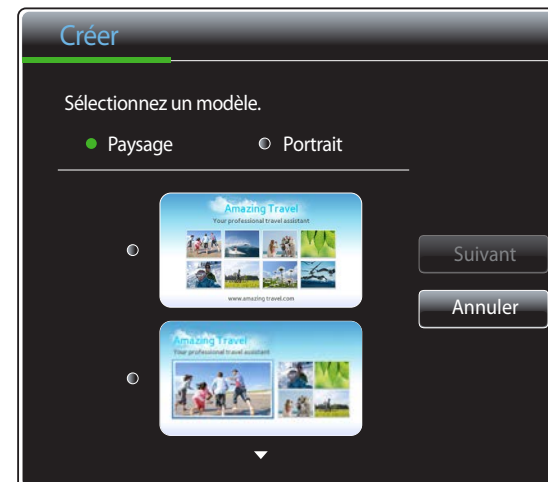 Créer
Sélectionnez un modèle.
Paysage
Portrait
Amazing Travel
Your professional travel assistant
www.amazing travel.com
Suivant
Annuler
Amazing Travel
Your professional travel assistant